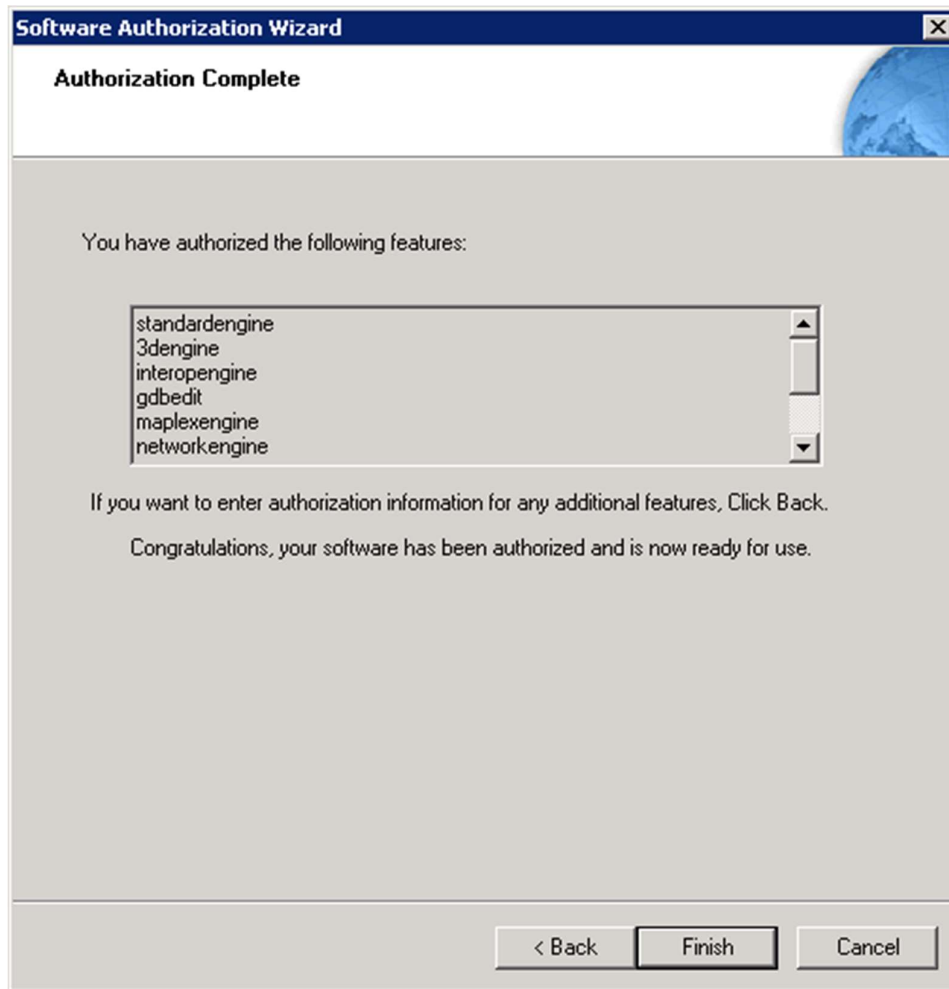 Software Authorization Wizard
Authorization Complete
You have authorized the following features:
standardengine
3dengine
interopengine
gdbedit
maplexengine
networkengine
If you want to enter authorization information for any additional features, Click Back.
Congratulations, your software has been authorized and is now ready for use.
< Back Finish Cancel